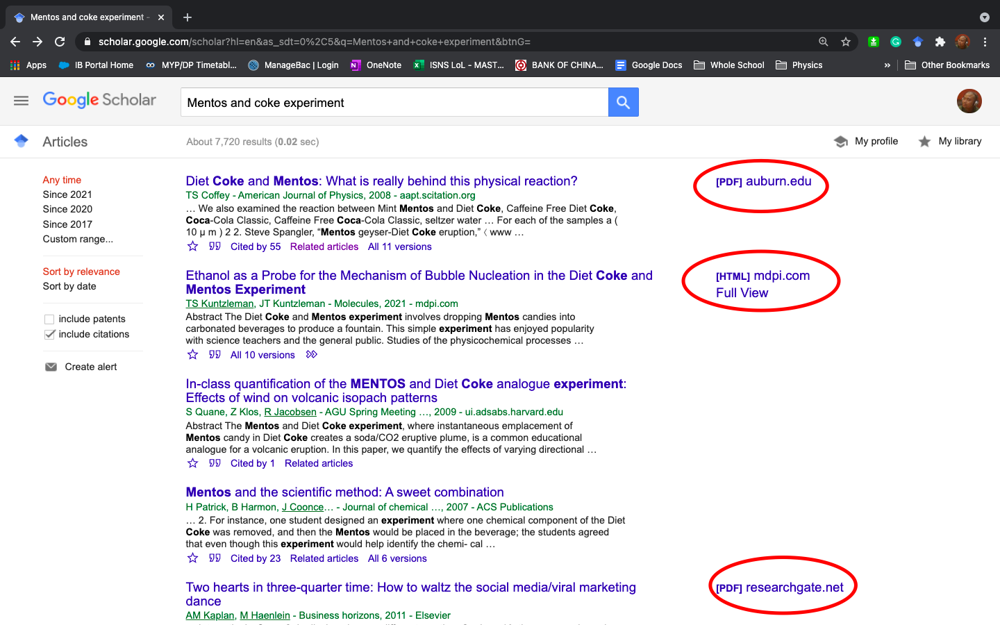 Mentos and coke experiment -
scholar.google.com/scholar?hl=en&as_sdt=0%2C5&q=Mentos+and+coke+experiment&btnG=
Apps IB Portal Home MYP/DP Timetabl... ManageBac | Login OneNote ISNS LoL - MAST... BANK OF CHINA... Google Docs Whole School Physics » Other Bookmarks
Google Scholar
Mentos and coke experiment
Articles
About 7,720 results (0.02 sec)
My profile
My library
Any time
Since 2021
Since 2020
Since 2017
Custom range...
Sort by relevance
Sort by date
include patents
include citations
Create alert
Diet Coke and Mentos: What is really behind this physical reaction?
TS Coffey - American Journal of Physics, 2008 - aapt.scitation.org
… We also examined the reaction between Mint Mentos and Diet Coke, Caffeine Free Diet Coke,
Coca-Cola Classic, Caffeine Free Coca-Cola Classic, seltzer water … For each of the samples a (
10 μ m ) 2 2. Steve Spangler, “Mentos geyser-Diet Coke eruption,” 〈 www …
Cited by 55 Related articles All 11 versions
[PDF] auburn.edu
Ethanol as a Probe for the Mechanism of Bubble Nucleation in the Diet Coke and
Mentos Experiment
TS Kuntzleman, JT Kuntzleman - Molecules, 2021 - mdpi.com
Abstract The Diet Coke and Mentos experiment involves dropping Mentos candies into
carbonated beverages to produce a fountain. This simple experiment has enjoyed popularity
with science teachers and the general public. Studies of the physicochemical processes …
All 10 versions
[HTML] mdpi.com
Full View
In-class quantification of the MENTOS and Diet Coke analogue experiment:
Effects of wind on volcanic isopach patterns
S Quane, Z Klos, R Jacobsen - AGU Spring Meeting …, 2009 - ui.adsabs.harvard.edu
Abstract The Mentos and Diet Coke experiment, where instantaneous emplacement of
Mentos candy in Diet Coke creates a soda/CO2 eruptive plume, is a common educational
analogue for a volcanic eruption. In this paper, we quantify the effects of varying directional …
Cited by 1 Related articles
Mentos and the scientific method: A sweet combination
H Patrick, B Harmon, J Coonce… - Journal of chemical …, 2007 - ACS Publications
… 2. For instance, one student designed an experiment where one chemical component of the Diet
Coke was removed, and then the Mentos would be placed in the beverage; the students agreed
that even though this experiment would help identify the chemi- cal …
Cited by 23 Related articles All 6 versions
Two hearts in three-quarter time: How to waltz the social media/viral marketing
dance
AM Kaplan, M Haenlein - Business horizons, 2011 - Elsevier
[PDF] researchgate.net